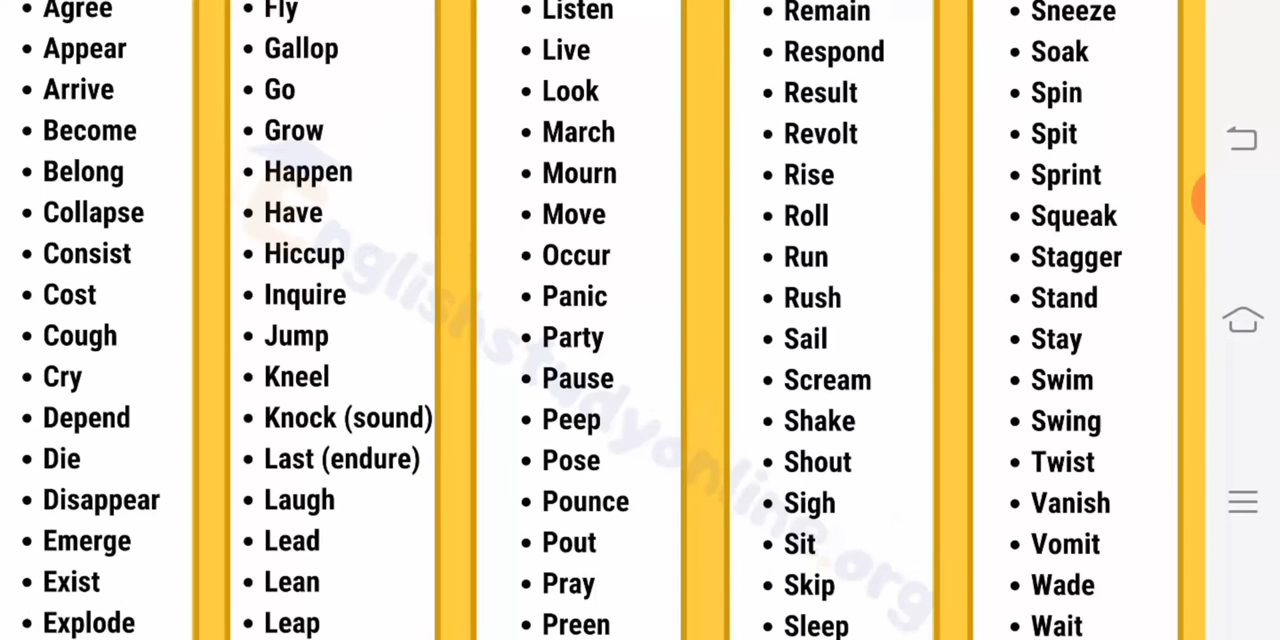 Agree
Appear
Arrive
Become
Belong
Collapse
Consist
Cost
Cough
Cry
Depend
Die
Disappear
Emerge
Exist
Explode
Fly
Gallop
Go
Grow
Happen
Have
Hiccup
Inquire
Jump
Kneel
Knock (sound)
Last (endure)
Laugh
Lead
Lean
Leap
Listen
Live
Look
March
Mourn
Move
Occur
Panic
Party
Pause
Peep
Pose
Pounce
Pout
Pray
Preen
Remain
Respond
Result
Revolt
Rise
Roll
Run
Rush
Sail
Scream
Shake
Shout
Sigh
Sit
Skip
Sleep
Sneeze
Soak
Spin
Spit
Sprint
Squeak
Stagger
Stand
Stay
Swim
Swing
Twist
Vanish
Vomit
Wade
Wait
Englishstudyonline.org